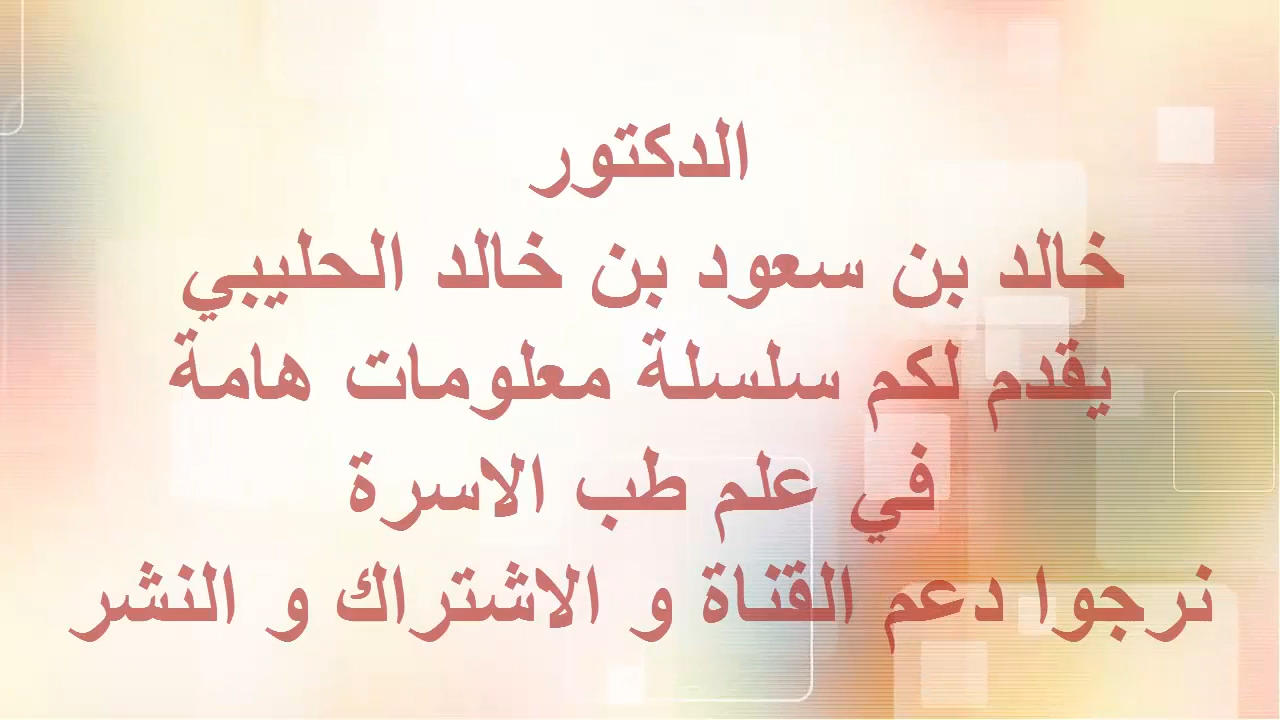 الدكتور
خالد بن سعود بن خالد الحليبي
يقدم لكم سلسلة معلومات هامة
في علم طب الاسرة
نرجوا دعم القناة و الاشتراك و النشر